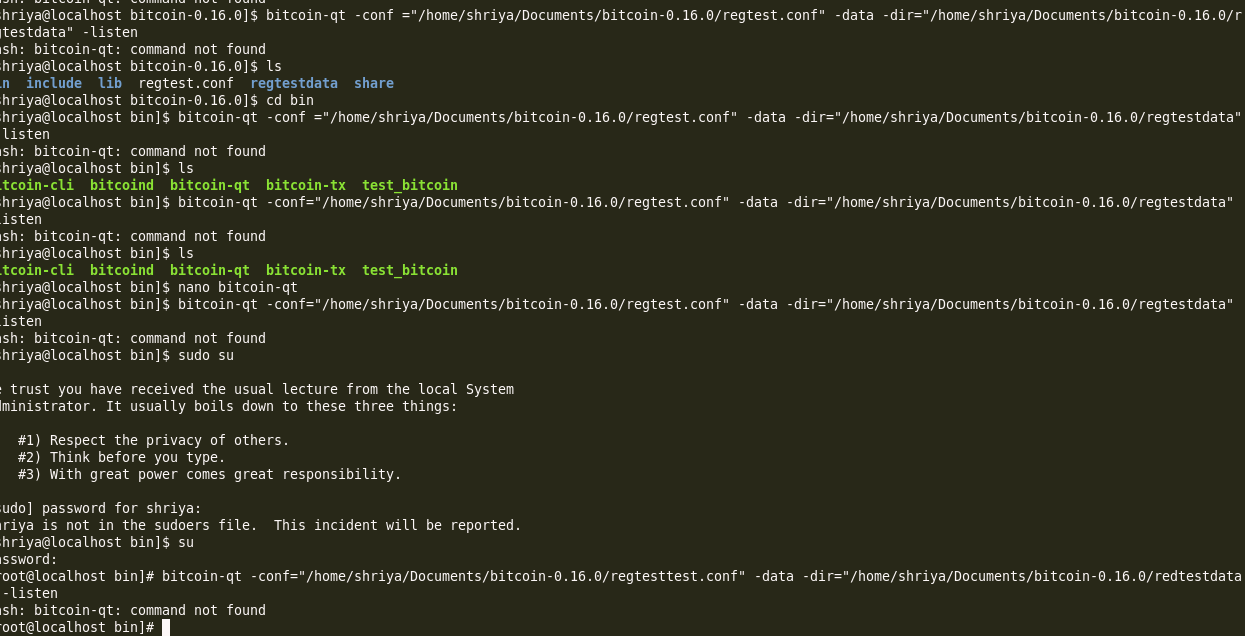 ash: bitcoin-qt: command not found
shriya@localhost bitcoin-0.16.0]$ bitcoin-qt -conf ="/home/shriya/Documents/bitcoin-0.16.0/regtest.conf" -data -dir="/home/shriya/Documents/bitcoin-0.16.0/r
gtestdata" -listen
ash: bitcoin-qt: command not found
shriya@localhost bitcoin-0.16.0]$ ls
in include lib regtest.conf regtestdata share
shriya@localhost bitcoin-0.16.0]$ cd bin
shriya@localhost bin]$ bitcoin-qt -conf ="/home/shriya/Documents/bitcoin-0.16.0/regtest.conf" -data -dir="/home/shriya/Documents/bitcoin-0.16.0/regtestdata"
-listen
ash: bitcoin-qt: command not found
shriya@localhost bin]$ ls
itcoin-cli bitcoind bitcoin-qt bitcoin-tx test_bitcoin
shriya@localhost bin]$ bitcoin-qt -conf="/home/shriya/Documents/bitcoin-0.16.0/regtest.conf" -data -dir="/home/shriya/Documents/bitcoin-0.16.0/regtestdata"
listen
ash: bitcoin-qt: command not found
shriya@localhost bin]$ ls
itcoin-cli bitcoind bitcoin-qt bitcoin-tx test_bitcoin
shriya@localhost bin]$ nano bitcoin-qt
shriya@localhost bin]$ bitcoin-qt -conf="/home/shriya/Documents/bitcoin-0.16.0/regtest.conf" -data -dir="/home/shriya/Documents/bitcoin-0.16.0/regtestdata"
listen
ash: bitcoin-qt: command not found
shriya@localhost bin]$ sudo su
e trust you have received the usual lecture from the local System
dministrator. It usually boils down to these three things:
#1) Respect the privacy of others.
#2) Think before you type.
#3) With great power comes great responsibility.
sudo] password for shriya:
hriya is not in the sudoers file. This incident will be reported.
shriya@localhost bin]$ su
assword:
root@localhost bin]# bitcoin-qt -conf="/home/shriya/Documents/bitcoin-0.16.0/regtesttest.conf" -data -dir="/home/shriya/Documents/bitcoin-0.16.0/redtestdata
-listen
ash: bitcoin-qt: command not found
root@localhost bin]#